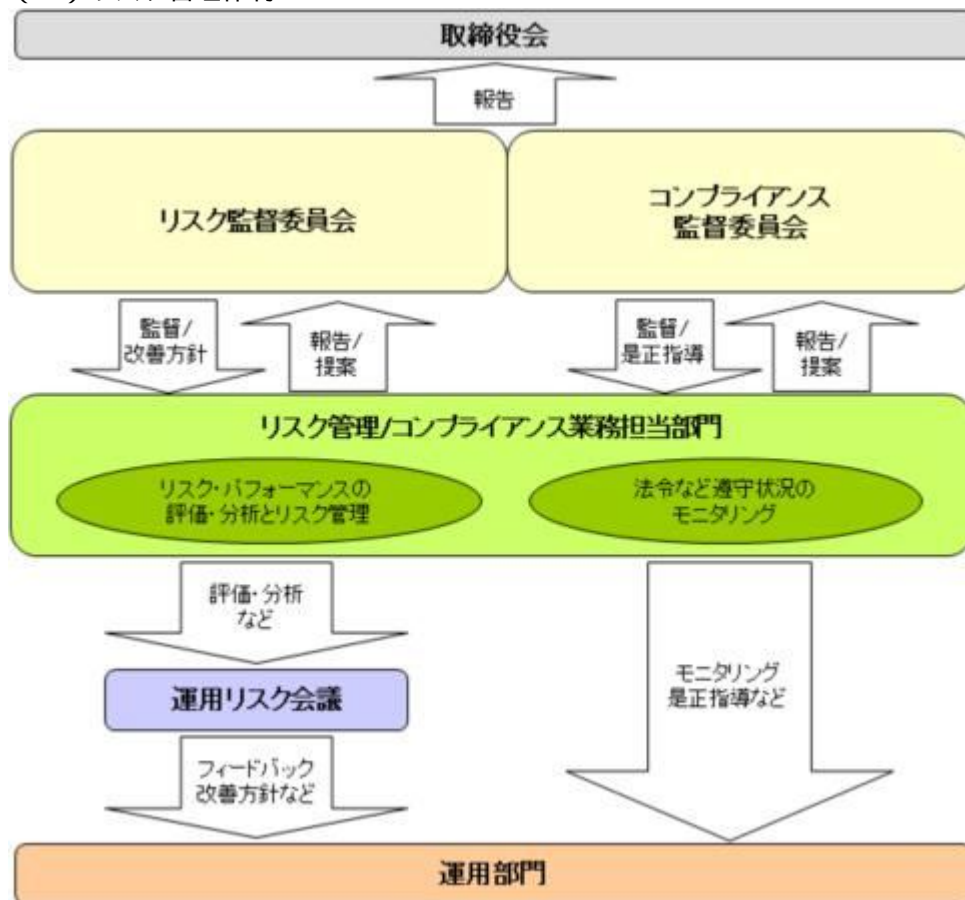 取締役会
報告
リスク監督委員会
コンプライアンス
監督委員会
監督/
改善方針
報告/
提案
監督/
是正指導
報告/
提案
リスク管理/コンプライアンス業務担当部門
リスク・パフォーマンスの
評価・分析とリスク管理
法令など遵守状況の
モニタリング
評価・分析
など
運用リスク会議
モニタリング
是正指導など
フィードバック
改善方針など
運用部門